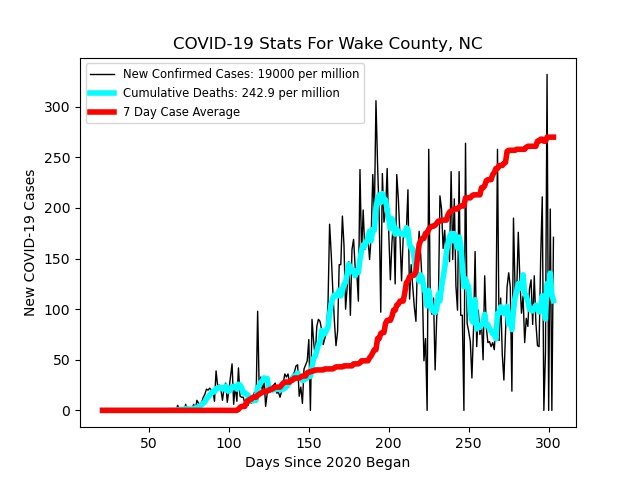 COVID-19 Stats For Wake County, NC
New Confirmed Cases: 19000 per million
Cumulative Deaths: 242.9 per million
7 Day Case Average
New COVID-19 Cases
300
250
200
150
100
50
0
50 100 150 200 250 300
Days Since 2020 Began